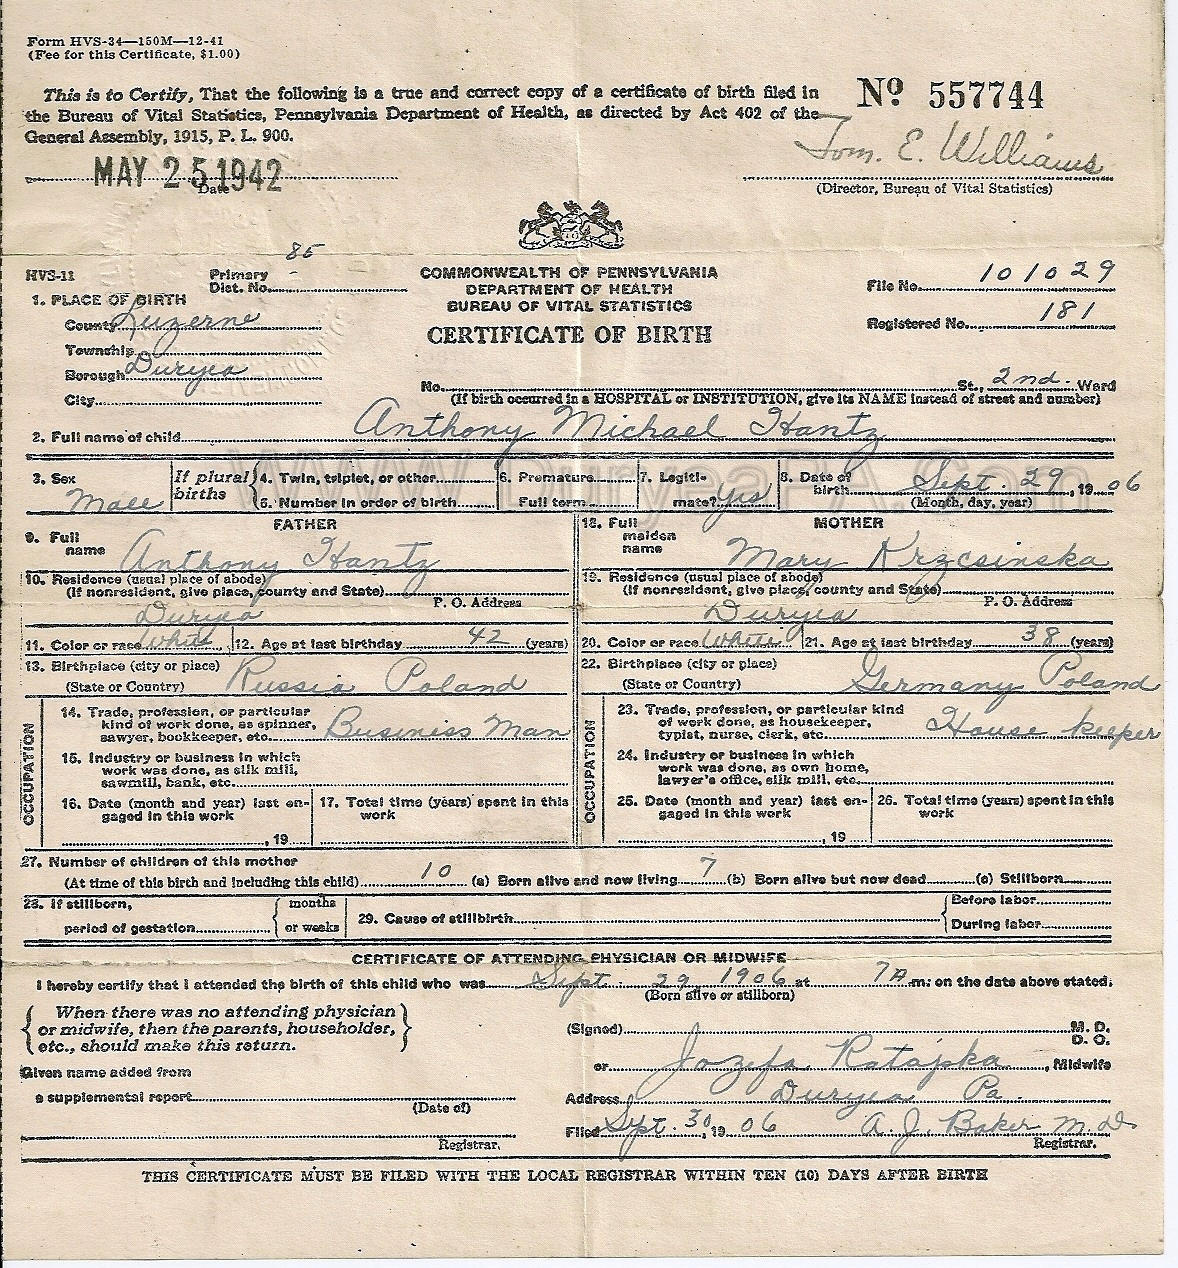 Form HVS-34—150M—12-41
(Fee for this Certificate, $1.00)
This is to Certify, That the following is a true and correct copy of a certificate of birth filed in
the Bureau of Vital Statistics, Pennsylvania Department of Health, as directed by Act 402 of the
General Assembly, 1915, P. L. 900.
No. 557744
Tom. E. Williams
(Director, Bureau of Vital Statistics)
MAY 25 1942
Date
HVS-11
Primary Dist. No. 85
COMMONWEALTH OF PENNSYLVANIA
DEPARTMENT OF HEALTH
BUREAU OF VITAL STATISTICS
CERTIFICATE OF BIRTH
File No. 101029
Registered No. 181
1. PLACE OF BIRTH
County Luzerne
Township
Borough Duryea
City
No. St., 2nd. Ward
(If birth occurred in a HOSPITAL or INSTITUTION, give its NAME instead of street and number)
2. Full name of child Anthony Michael Hantz
3. Sex Male
If plural births
4. Twin, triplet, or other
5. Number in order of birth
6. Premature
Full term
7. Legitimate? Yes
8. Date of birth Sept. 29, 1906
(Month, day, year)
www.DuryeaPA.Com
FATHER
9. Full name Anthony Hantz
10. Residence (usual place of abode)
(If nonresident, give place, county and State)
P. O. Address
Duryea
11. Color or race White
12. Age at last birthday 42 (years)
13. Birthplace (city or place)
(State or Country) Russia Poland
OCCUPATION
14. Trade, profession, or particular
kind of work done, as spinner,
sawyer, bookkeeper, etc. Business Man
15. Industry or business in which
work was done, as silk mill,
sawmill, bank, etc.
16. Date (month and year) last en-
gaged in this work
, 19
17. Total time (years) spent in this
work
MOTHER
18. Full maiden name Mary Krzcsinska
19. Residence (usual place of abode)
(If nonresident, give place, county and State)
P. O. Address
Duryea
20. Color or race White
21. Age at last birthday 38 (years)
22. Birthplace (city or place)
(State or Country) Germany Poland
OCCUPATION
23. Trade, profession, or particular kind
of work done, as housekeeper,
typist, nurse, clerk, etc. House keeper
24. Industry or business in which
work was done, as own home,
lawyer's office, silk mill, etc.
25. Date (month and year) last en-
gaged in this work
, 19
26. Total time (years) spent in this
work
27. Number of children of this mother
(At time of this birth and including this child) 10 (a) Born alive and now living 7 (b) Born alive but now dead (c) Stillborn
28. If stillborn,
period of gestation
months
or weeks
29. Cause of stillbirth
Before labor
During labor
CERTIFICATE OF ATTENDING PHYSICIAN OR MIDWIFE
I hereby certify that I attended the birth of this child who was Sept. 29 1906 at 7A m. on the date above stated.
(Born alive or stillborn)
When there was no attending physician
or midwife, then the parents, householder,
etc., should make this return.
(Signed) M. D.
D. O.
or Jozefa Ratajska, Midwife
Given name added from
a supplemental report
(Date of)
Registrar.
Address Duryea Pa.
Filed Sept. 30, 1906 A. J. Baker M.D.
Registrar.
THIS CERTIFICATE MUST BE FILED WITH THE LOCAL REGISTRAR WITHIN TEN (10) DAYS AFTER BIRTH